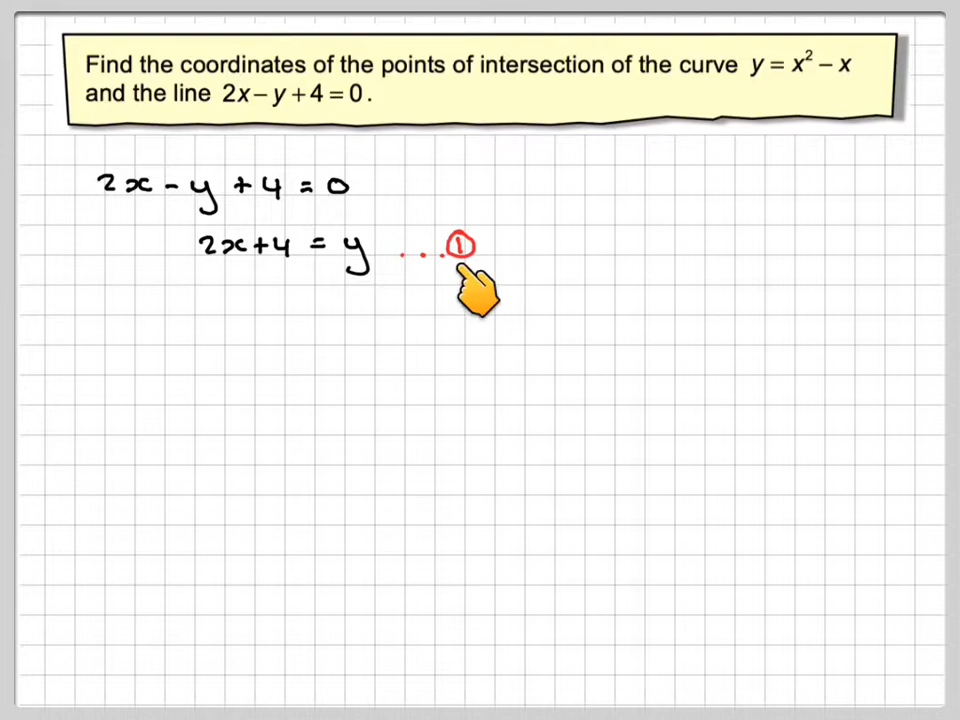 Find the coordinates of the points of intersection of the curve y = x² – x
and the line 2x – y + 4 = 0.
2x - y + 4 = 0
2x + 4 = y ...①